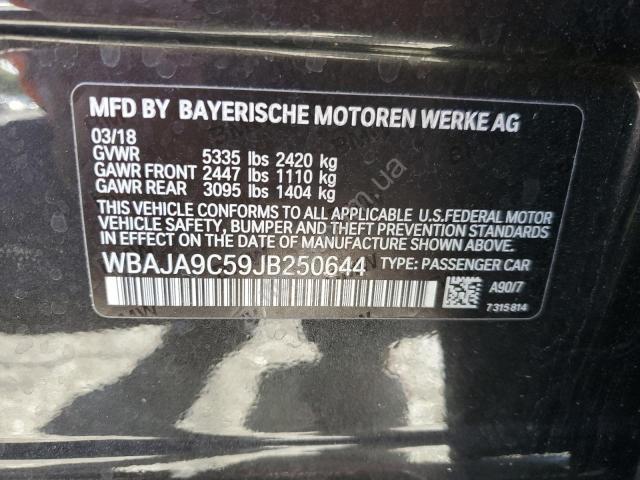 MFD BY BAYERISCHE MOTOREN WERKE AG
03/18
GVWR 5335 lbs 2420 kg
GAWR FRONT 2447 lbs 1110 kg
GAWR REAR 3095 lbs 1404 kg
THIS VEHICLE CONFORMS TO ALL APPLICABLE U.S.FEDERAL MOTOR
VEHICLE SAFETY, BUMPER AND THEFT PREVENTION STANDARDS
IN EFFECT ON THE DATE OF MANUFACTURE SHOWN ABOVE.
WBAJA9C59JB250644 TYPE: PASSENGER CAR
A90/7
7315814